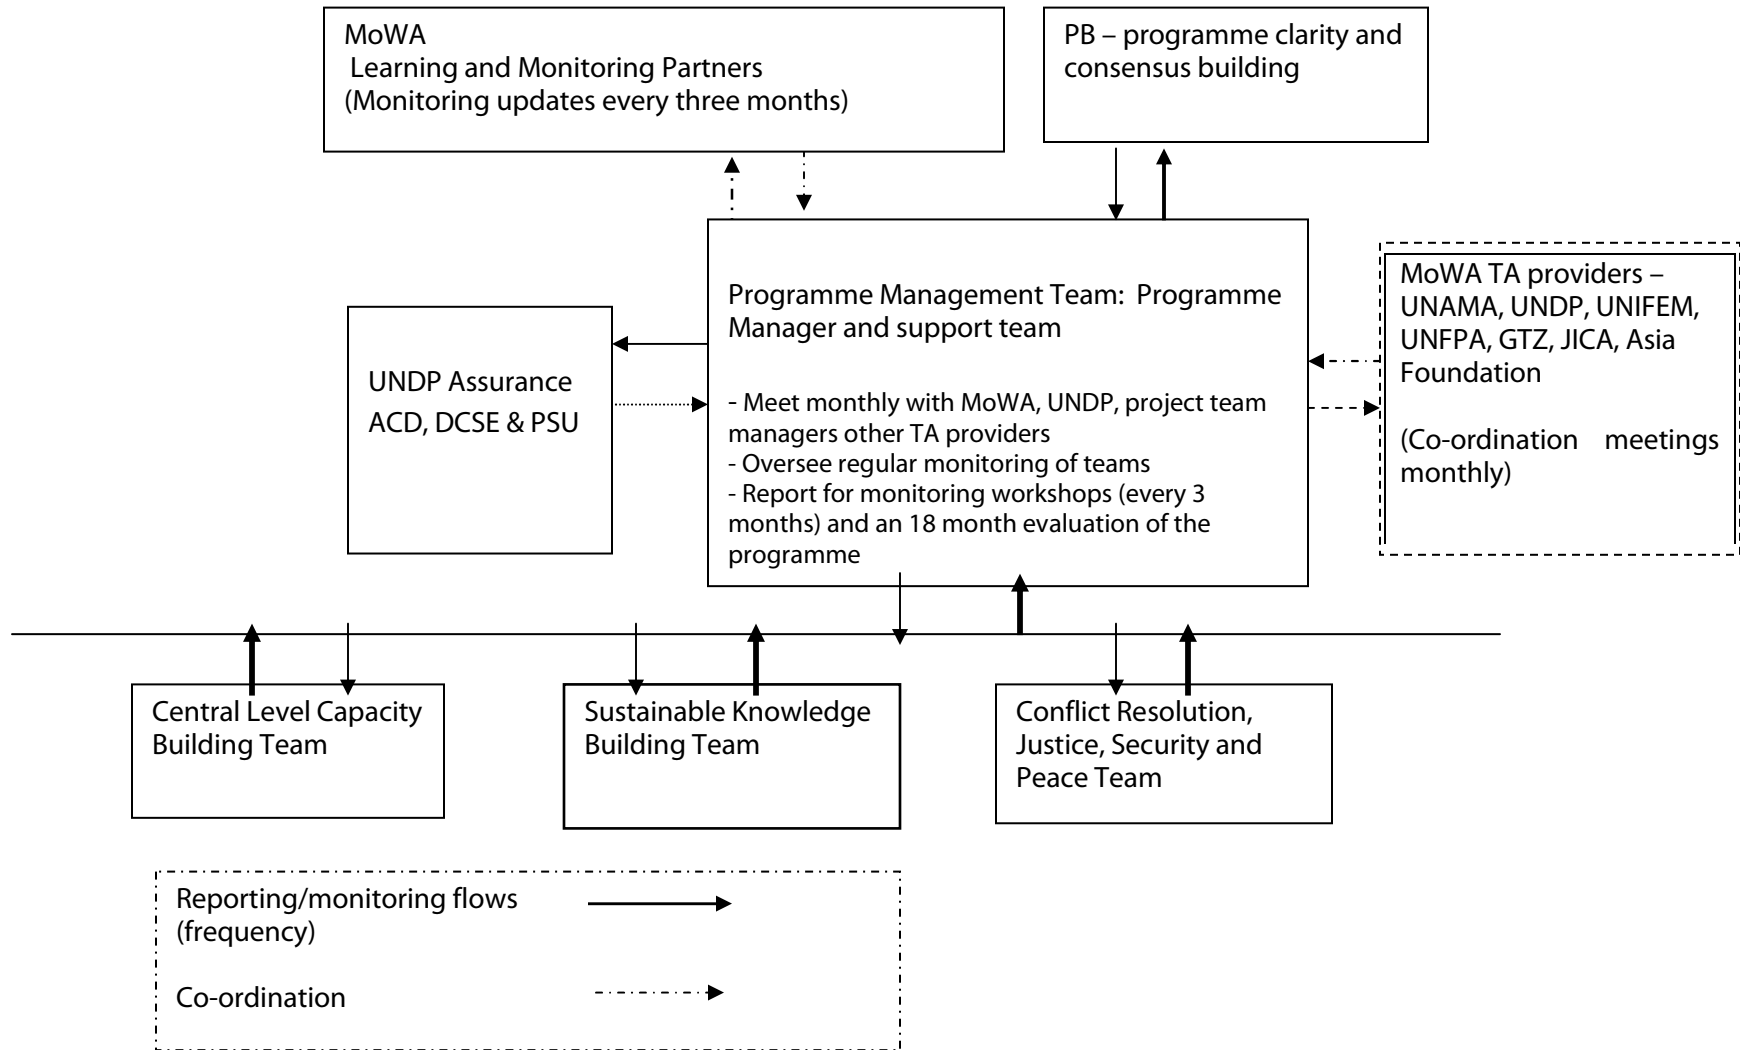 MoWA
Learning and Monitoring Partners
(Monitoring updates every three months)
PB – programme clarity and
consensus building
UNDP Assurance
ACD, DCSE & PSU
Programme Management Team: Programme
Manager and support team
- Meet monthly with MoWA, UNDP, project team
managers other TA providers
- Oversee regular monitoring of teams
- Report for monitoring workshops (every 3
months) and an 18 month evaluation of the
programme
MoWA TA providers –
UNAMA, UNDP, UNIFEM,
UNFPA, GTZ, JICA, Asia
Foundation
(Co-ordination meetings
monthly)
Central Level Capacity
Building Team
Sustainable Knowledge
Building Team
Conflict Resolution,
Justice, Security and
Peace Team
Reporting/monitoring flows
(frequency)
Co-ordination